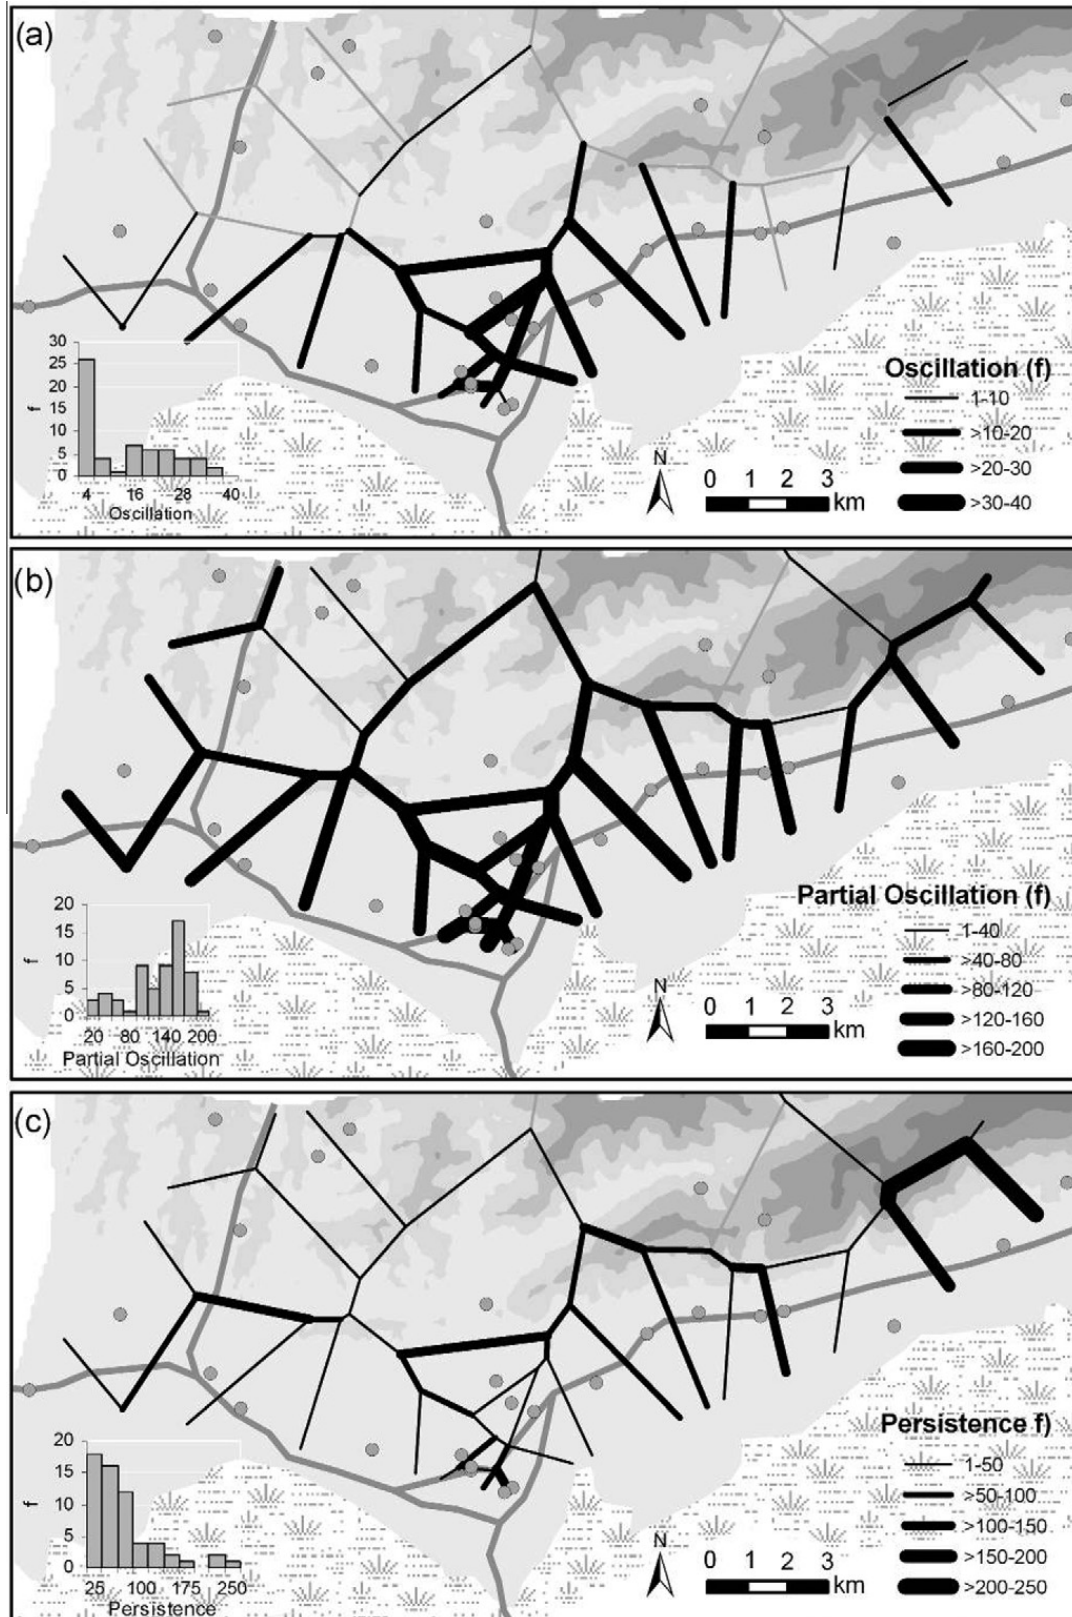 (a)
30
25
20
15
10
5
0
f
4 16 28 40
Oscillation
N
0 1 2 3
km
Oscillation (f)
1-10
>10-20
>20-30
>30-40
(b)
20
15
10
5
0
f
20 80 140 200
Partial Oscillation
N
0 1 2 3
km
Partial Oscillation (f)
1-40
>40-80
>80-120
>120-160
>160-200
(c)
20
15
10
5
0
f
25 100 175 250
Persistence
N
0 1 2 3
km
Persistence f)
1-50
>50-100
>100-150
>150-200
>200-250